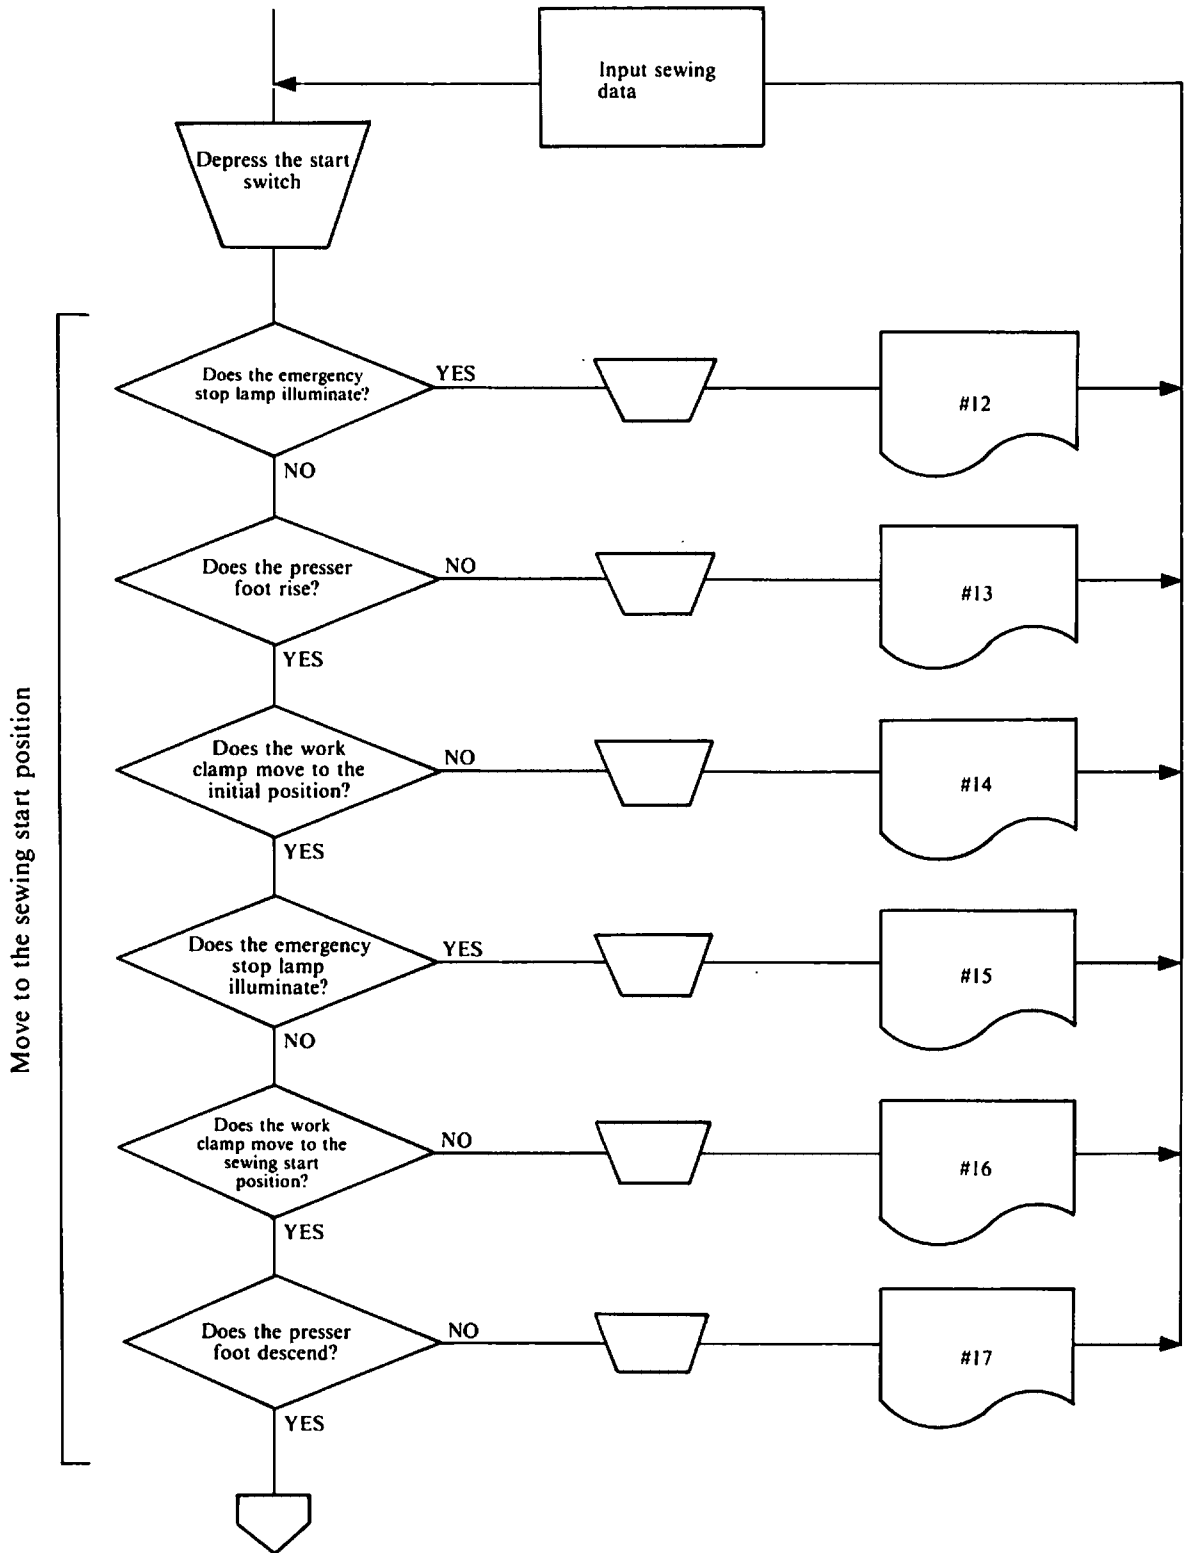 Input sewing
data
Depress the start
switch
Move to the sewing start position
Does the emergency
stop lamp illuminate?
YES
#12
NO
Does the presser
foot rise?
NO
#13
YES
Does the work
clamp move to the
initial position?
NO
#14
YES
Does the emergency
stop lamp
illuminate?
YES
#15
NO
Does the work
clamp move to the
sewing start
position?
NO
#16
YES
Does the presser
foot descend?
NO
#17
YES